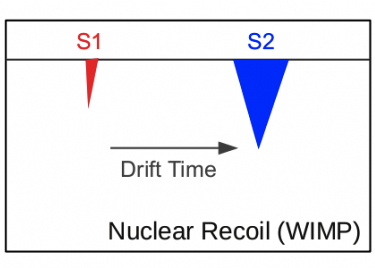 S1 S2
Drift Time
Nuclear Recoil (WIMP)